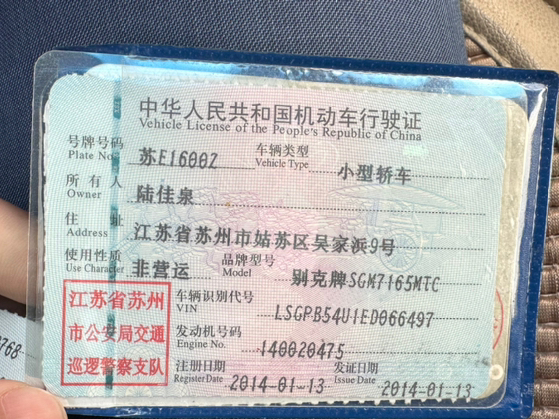 中华人民共和国机动车行驶证
Vehicle License of the People's Republic of China
号牌号码 苏E1600Z 车辆类型 小型轿车
Plate No. Vehicle Type
所有人 陆佳泉
Owner
住址 江苏省苏州市姑苏区吴家浜9号
Address
使用性质 非营运 品牌型号 别克牌SGM7165MTC
Use Character Model
江苏省苏州
市公安局交通
巡逻警察支队
车辆识别代号 LSGPB54U1ED066497
VIN
发动机号码 140020475
Engine No.
注册日期 2014-01-13 发证日期 2014-01-13
Register Date Issue Date
768